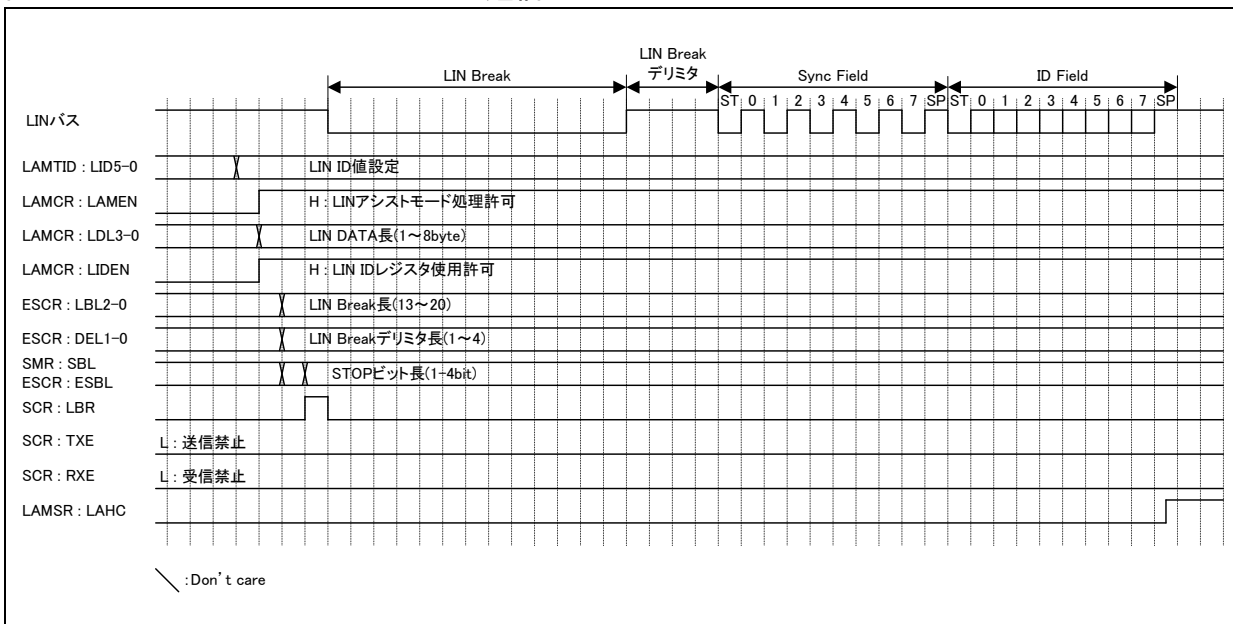 LIN Break
LIN Break
デリミタ
Sync Field
ID Field
ST 0 1 2 3 4 5 6 7 SP ST 0 1 2 3 4 5 6 7 SP
LINバス
LAMTID : LID5-0 LIN ID値設定
LAMCR : LAMEN H : LINアシストモード処理許可
LAMCR : LDL3-0 LIN DATA長(1～8byte)
LAMCR : LIDEN H : LIN IDレジスタ使用許可
ESCR : LBL2-0 LIN Break長(13～20)
ESCR : DEL1-0 LIN Breakデリミタ長(1～4)
SMR : SBL
ESCR : ESBL STOPビット長(1-4bit)
SCR : LBR
SCR : TXE L : 送信禁止
SCR : RXE L : 受信禁止
LAMSR : LAHC
:Don't care